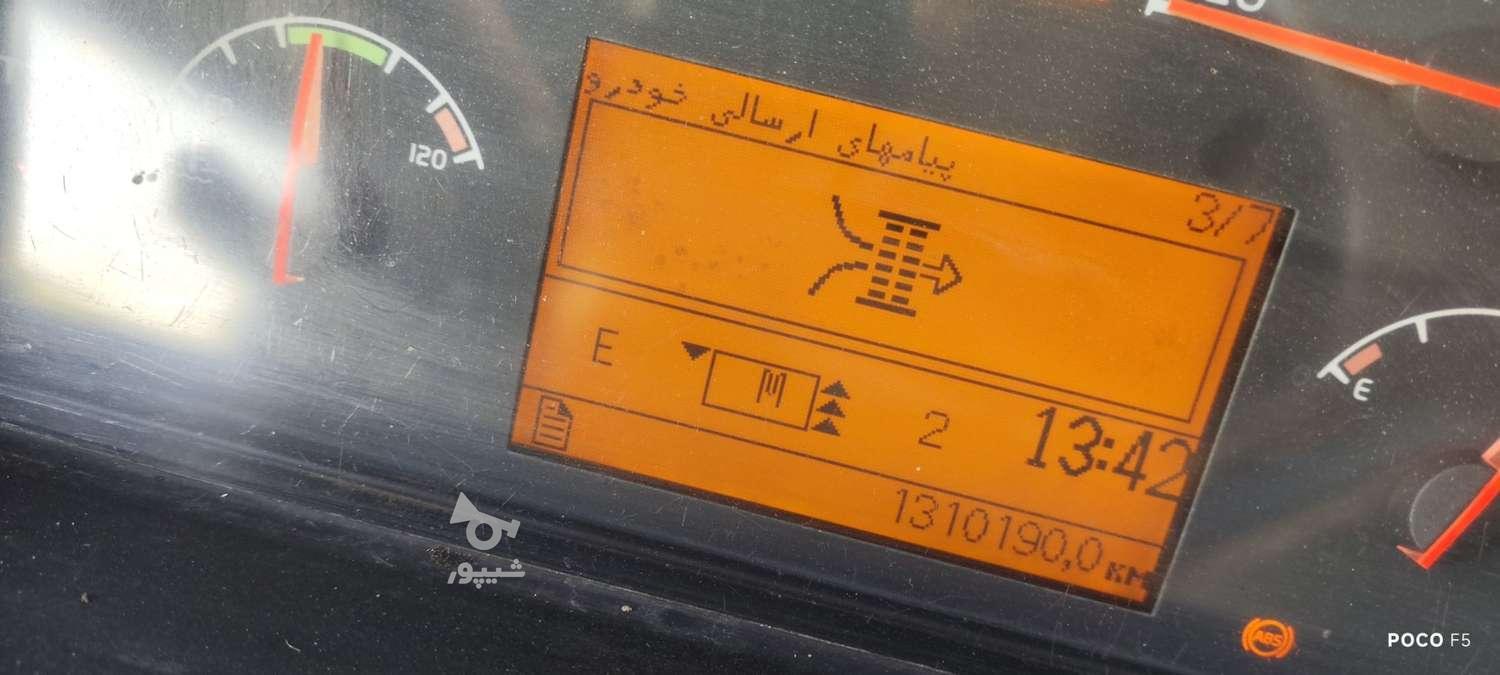 120
پیامهای ارسالی خودرو
3/7
E
M
2
13:42
1310190,0 KM
E
ABS
شیپور
POCO F5